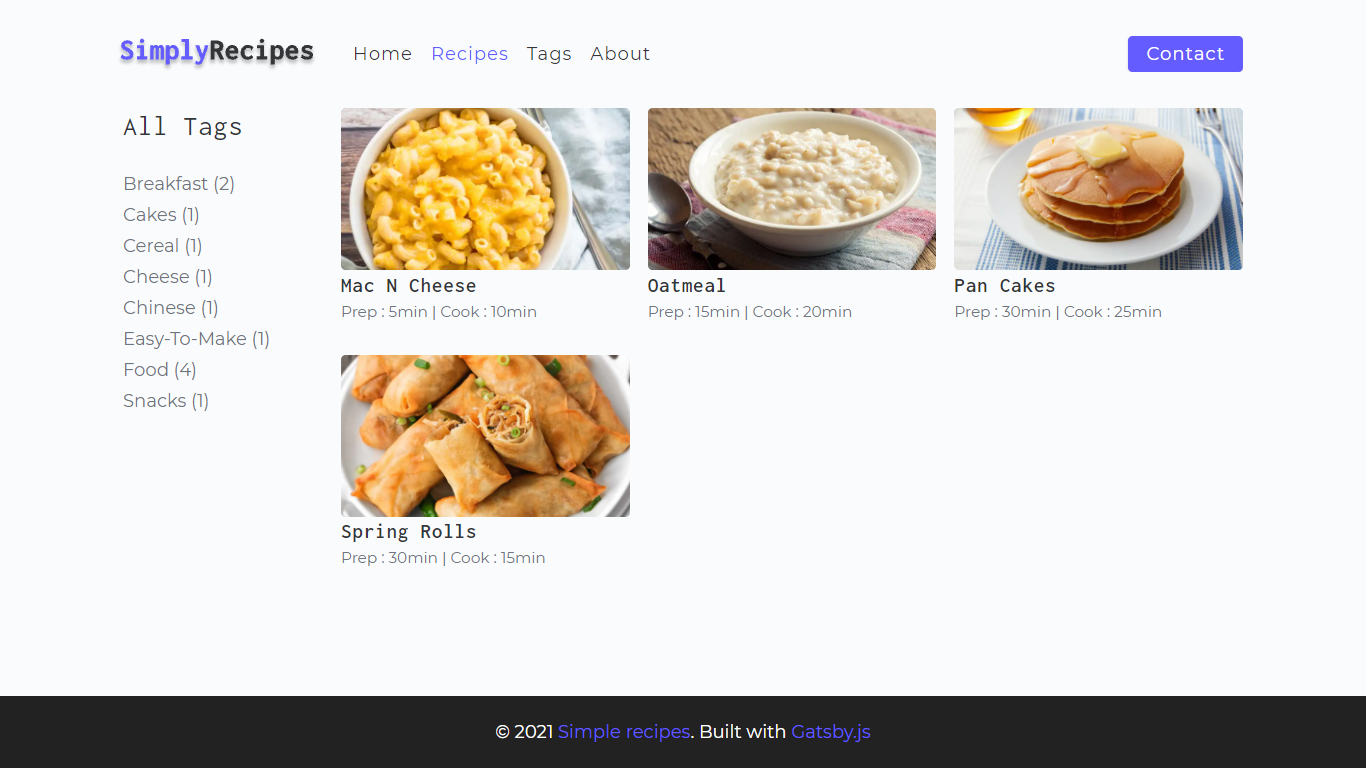 SimplyRecipes Home Recipes Tags About Contact
All Tags
Breakfast (2)
Cakes (1)
Cereal (1)
Cheese (1)
Chinese (1)
Easy-To-Make (1)
Food (4)
Snacks (1)
Mac N Cheese
Prep : 5min | Cook : 10min
Oatmeal
Prep : 15min | Cook : 20min
Pan Cakes
Prep : 30min | Cook : 25min
Spring Rolls
Prep : 30min | Cook : 15min
© 2021 Simple recipes. Built with Gatsby.js